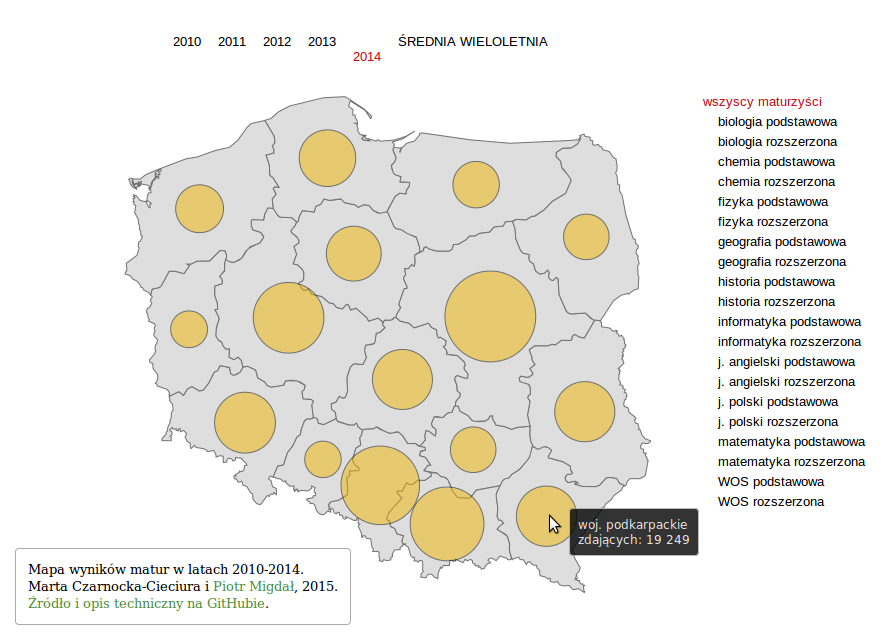 2010 2011 2012 2013 ŚREDNIA WIELOLETNIA
2014
wszyscy maturzyści
biologia podstawowa
biologia rozszerzona
chemia podstawowa
chemia rozszerzona
fizyka podstawowa
fizyka rozszerzona
geografia podstawowa
geografia rozszerzona
historia podstawowa
historia rozszerzona
informatyka podstawowa
informatyka rozszerzona
j. angielski podstawowa
j. angielski rozszerzona
j. polski podstawowa
j. polski rozszerzona
matematyka podstawowa
matematyka rozszerzona
WOS podstawowa
WOS rozszerzona
woj. podkarpackie
zdających: 19 249
Mapa wyników matur w latach 2010-2014.
Marta Czarnocka-Cieciura i Piotr Migdał, 2015.
Źródło i opis techniczny na GitHubie.